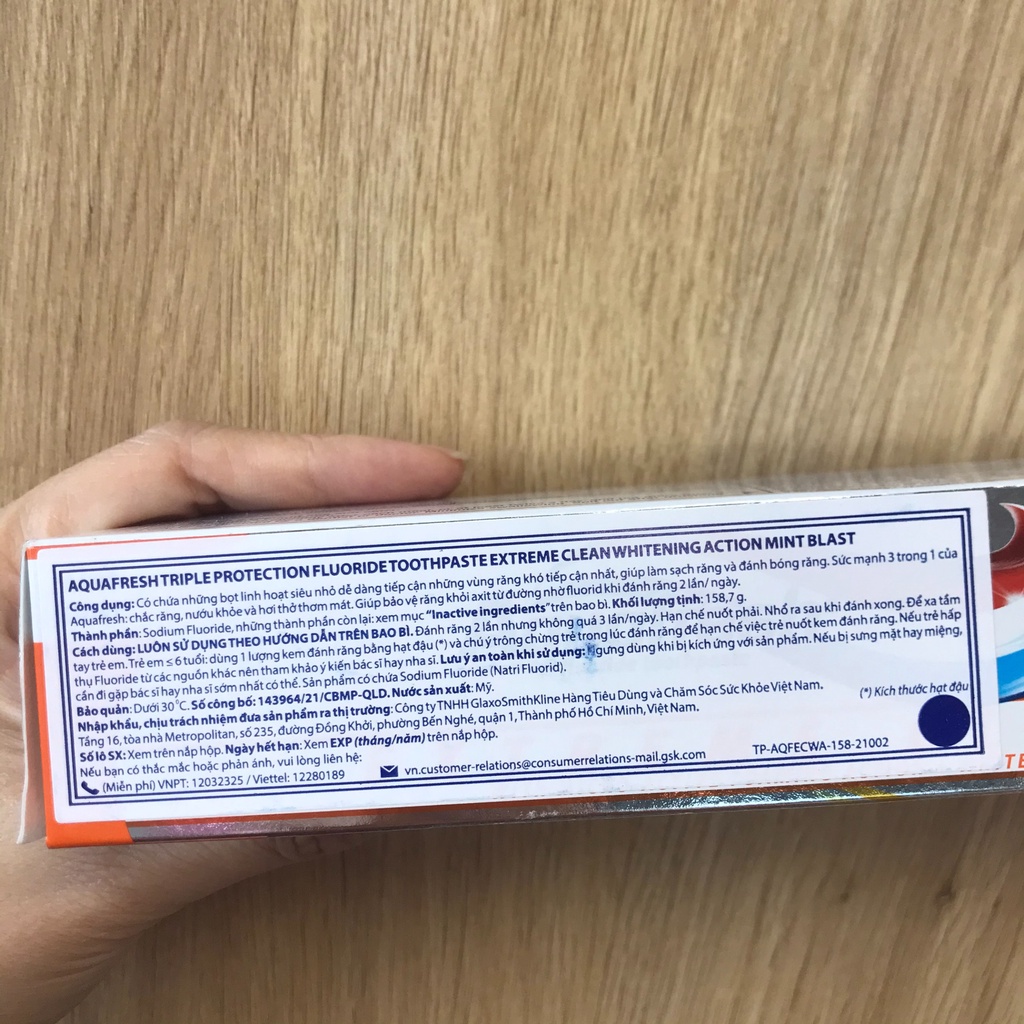 AQUAFRESH TRIPLE PROTECTION FLUORIDE TOOTHPASTE EXTREME CLEAN WHITENING ACTION MINT BLAST
Công dụng: Có chứa những bọt linh hoạt siêu nhỏ dễ dàng tiếp cận những vùng răng khó tiếp cận nhất, giúp làm sạch răng và đánh bóng răng. Sức mạnh 3 trong 1 của
Aquafresh: chắc răng, nướu khỏe và hơi thở thơm mát. Giúp bảo vệ răng khỏi axit từ đường nhờ fluorid khi đánh răng 2 lần/ ngày.
Thành phần: Sodium Fluoride, những thành phần còn lại: xem mục "Inactive ingredients" trên bao bì. Khối lượng tịnh: 158,7 g.
Cách dùng: LUÔN SỬ DỤNG THEO HƯỚNG DẪN TRÊN BAO BÌ. Đánh răng 2 lần nhưng không quá 3 lần/ngày. Hạn chế nuốt phải. Nhổ ra sau khi đánh xong. Để xa tầm
tay trẻ em. Trẻ em ≤ 6 tuổi: dùng 1 lượng kem đánh răng bằng hạt đậu (*) và chú ý trông chừng trẻ trong lúc đánh răng để hạn chế việc trẻ nuốt kem đánh răng. Nếu trẻ hấp
thụ Fluoride từ các nguồn khác nên tham khảo ý kiến bác sĩ hay nha sĩ. Lưu ý an toàn khi sử dụng: Ngưng dùng khi bị kích ứng với sản phẩm. Nếu bị sưng mặt hay miệng,
cần đi gặp bác sĩ hay nha sĩ sớm nhất có thể. Sản phẩm có chứa Sodium Fluoride (Natri Fluorid).
Bảo quản: Dưới 30°C. Số công bố: 143964/21/CBMP-QLD. Nước sản xuất: Mỹ.
Nhập khẩu, chịu trách nhiệm đưa sản phẩm ra thị trường: Công ty TNHH GlaxoSmithKline Hàng Tiêu Dùng và Chăm Sóc Sức Khỏe Việt Nam.
(*) Kích thước hạt đậu
Tầng 16, tòa nhà Metropolitan, số 235, đường Đồng Khởi, phường Bến Nghé, quận 1, Thành phố Hồ Chí Minh, Việt Nam.
Số lô SX: Xem trên nắp hộp. Ngày hết hạn: Xem EXP (tháng/năm) trên nắp hộp.
Nếu bạn có thắc mắc hoặc phản ánh, vui lòng liên hệ:
(Miễn phí) VNPT: 12032325 / Viettel: 12280189
vn.customer-relations@consumerrelations-mail.gsk.com
TP-AQFECWA-158-21002